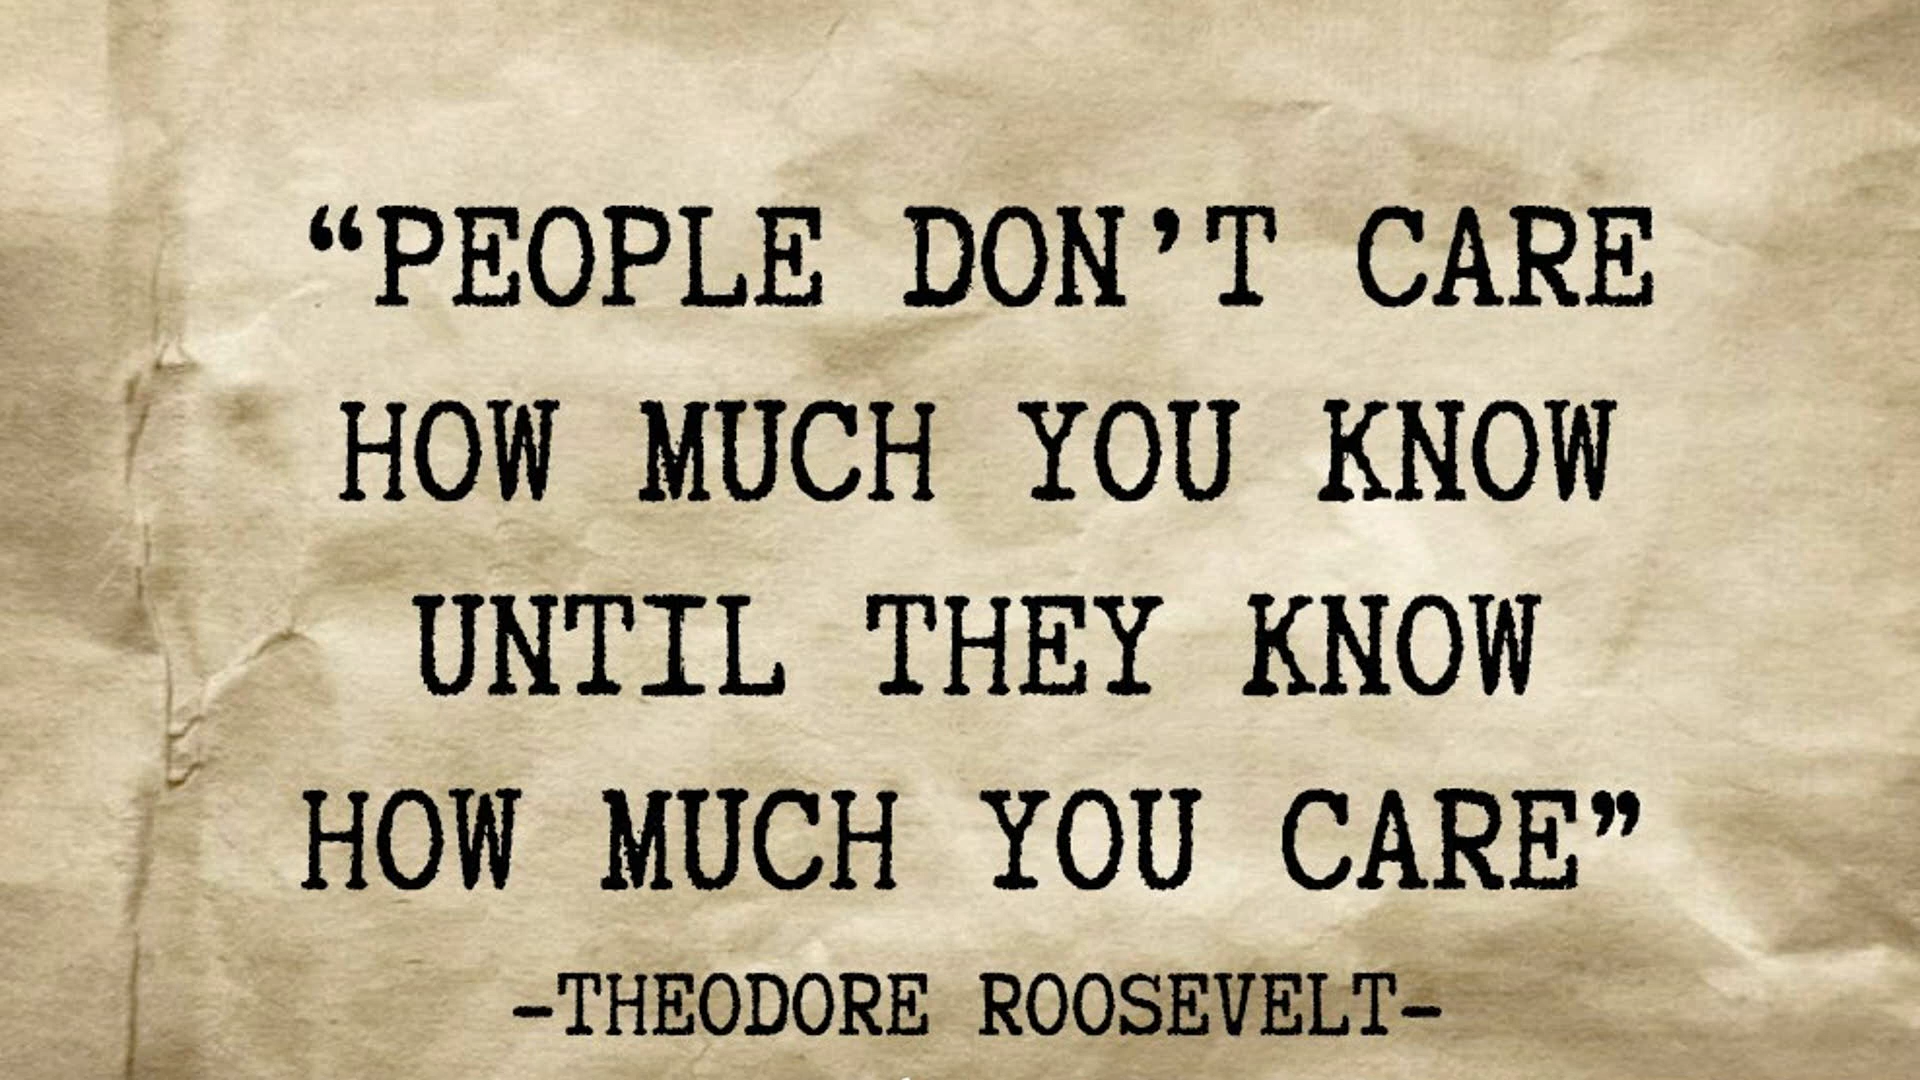 “PEOPLE DON’T CARE
HOW MUCH YOU KNOW
UNTIL THEY KNOW
HOW MUCH YOU CARE”
-THEODORE ROOSEVELT-